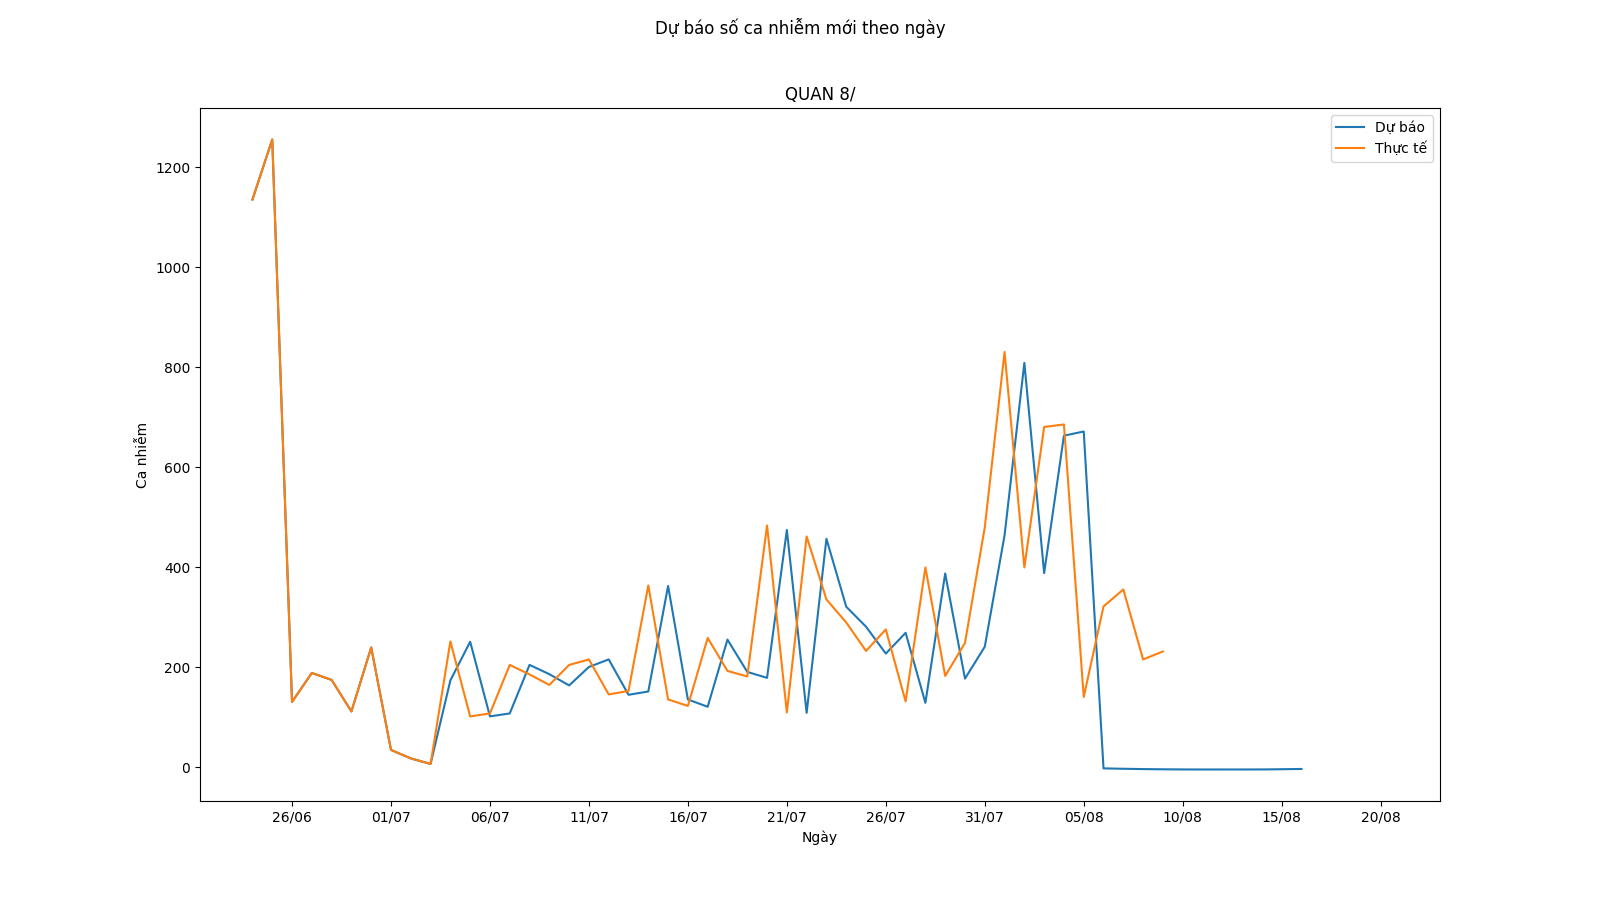 Dự báo số ca nhiễm mới theo ngày
QUAN 8/
Dự báo
Thực tế
1200
1000
800
600
400
200
0
Ca nhiễm
26/06 01/07 06/07 11/07 16/07 21/07 26/07 31/07 05/08 10/08 15/08 20/08
Ngày